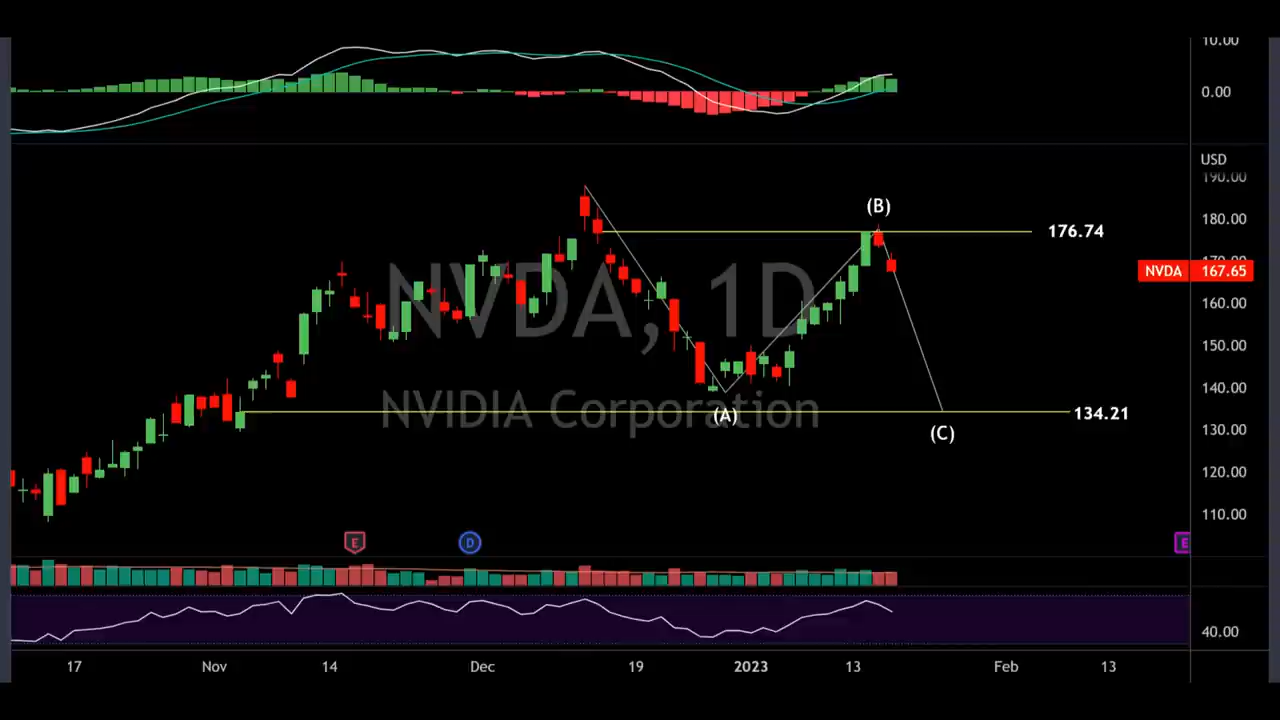 10.00
0.00
USD
190.00
(B)
180.00
176.74
170.00
NVDA 167.65
NVDA, 1D
160.00
150.00
140.00
NVIDIA Corporation
(A)
134.21
130.00
(C)
120.00
110.00
E
D
E
40.00
17 Nov 14 Dec 19 2023 13 Feb 13